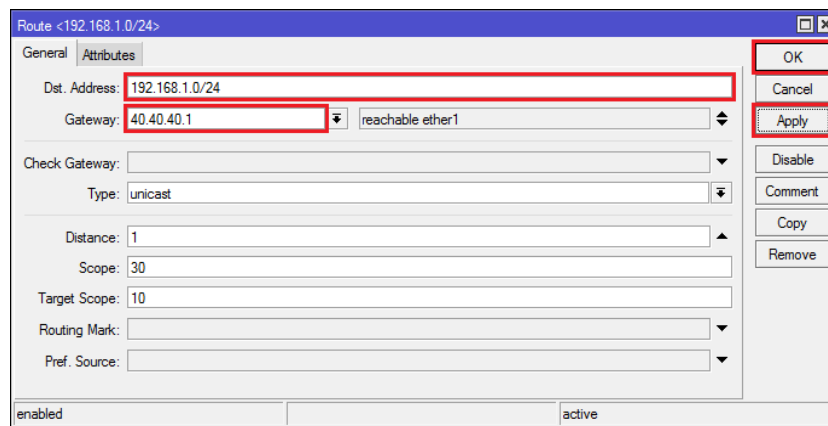 Route <192.168.1.0/24>
General Attributes
Dst. Address: 192.168.1.0/24
Gateway: 40.40.40.1 reachable ether1
Check Gateway:
Type: unicast
Distance: 1
Scope: 30
Target Scope: 10
Routing Mark:
Pref. Source:
OK
Cancel
Apply
Disable
Comment
Copy
Remove
enabled active